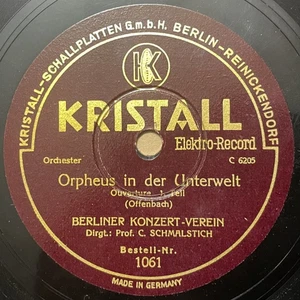 KRISTALL-SCHALLPLATTEN G.m.b.H. BERLIN-REINICKENDORF
K
KRISTALL
Elektro-Record
Orchester
C 6205
Orpheus in der Unterwelt
Ouverture 1. Teil
(Offenbach)
BERLINER KONZERT-VEREIN
Dirgt.: Prof. C. SCHMALSTICH
Bestell-Nr.
1061
MADE IN GERMANY